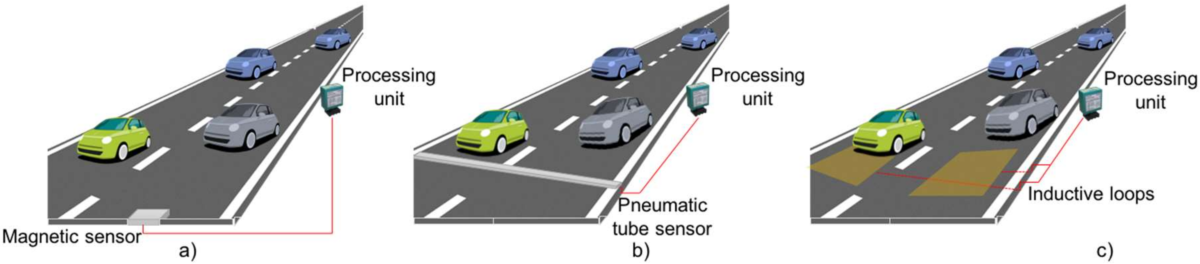 Processing
unit
Magnetic sensor
a)
Processing
unit
Pneumatic
tube sensor
b)
Processing
unit
Inductive loops
c)